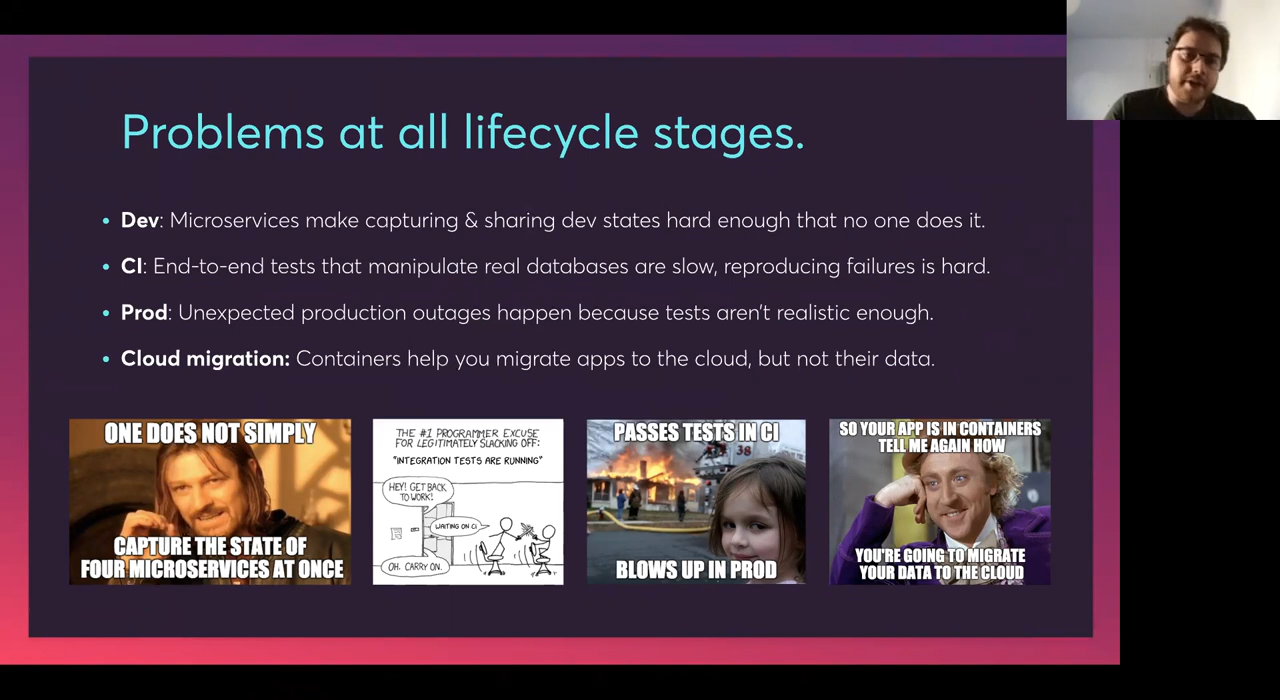 Problems at all lifecycle stages.
• Dev: Microservices make capturing & sharing dev states hard enough that no one does it.
• CI: End-to-end tests that manipulate real databases are slow, reproducing failures is hard.
• Prod: Unexpected production outages happen because tests aren't realistic enough.
• Cloud migration: Containers help you migrate apps to the cloud, but not their data.
ONE DOES NOT SIMPLY
CAPTURE THE STATE OF
FOUR MICROSERVICES AT ONCE
THE #1 PROGRAMMER EXCUSE
FOR LEGITIMATELY SLACKING OFF:
"INTEGRATION TESTS ARE RUNNING"
HEY! GET BACK
TO WORK!
WAITING ON CI
OH. CARRY ON.
PASSES TESTS IN CI
38
BLOWS UP IN PROD
SO YOUR APP IS IN CONTAINERS
TELL ME AGAIN HOW
YOU'RE GOING TO MIGRATE
YOUR DATA TO THE CLOUD